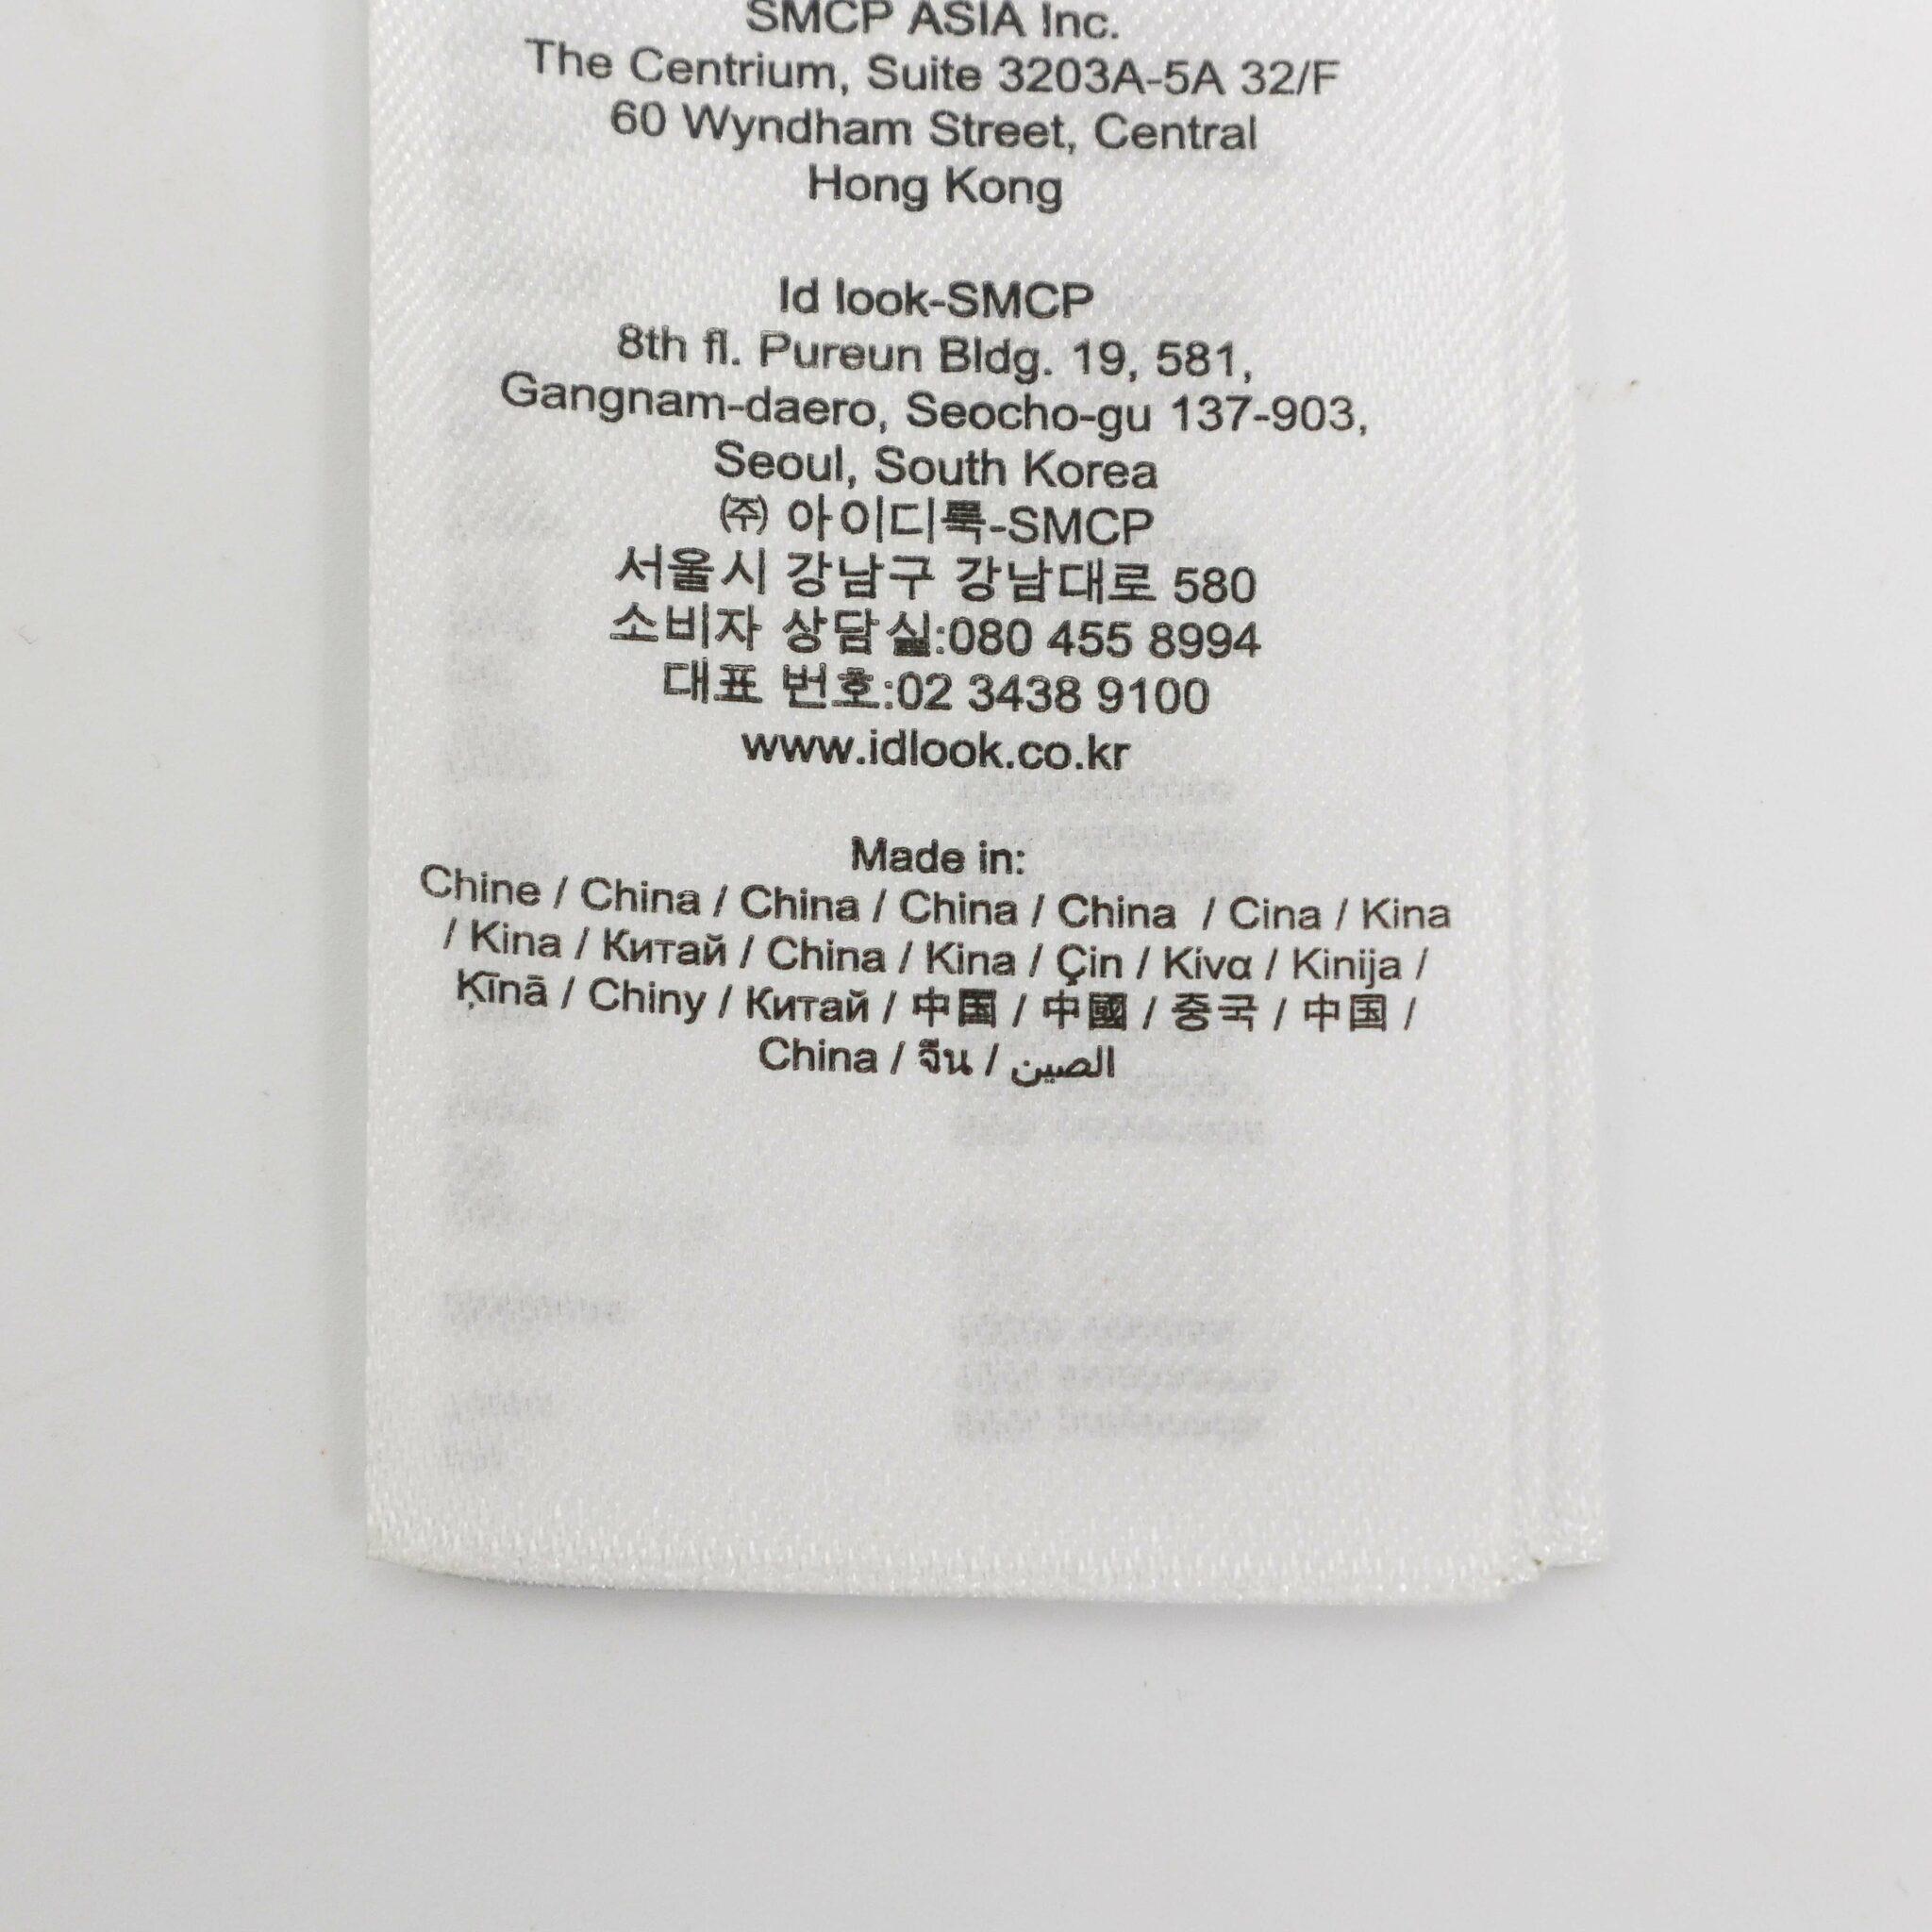 SMCP ASIA Inc.
The Centrium, Suite 3203A-5A 32/F
60 Wyndham Street, Central
Hong Kong
Id look-SMCP
8th fl. Pureun Bldg. 19, 581,
Gangnam-daero, Seocho-gu 137-903,
Seoul, South Korea
㈜ 아이디룩-SMCP
서울시 강남구 강남대로 580
소비자 상담실:080 455 8994
대표 번호:02 3438 9100
www.idlook.co.kr
Made in:
Chine / China / China / China / China / Cina / Kina
/ Kina / Китай / China / Kina / Çin / Kίvα / Kinija /
Ķīnā / Chiny / Китай / 中国 / 中國 / 중국 / 中国 /
China / จีน / الصين